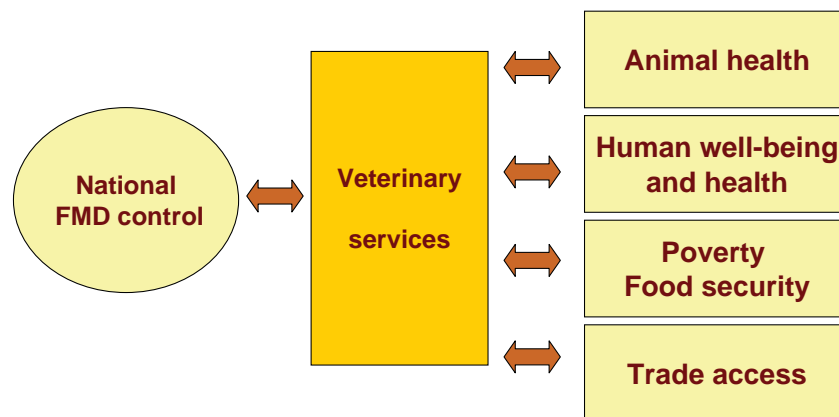 National
FMD control
Veterinary
services
Animal health
Human well-being
and health
Poverty
Food security
Trade access